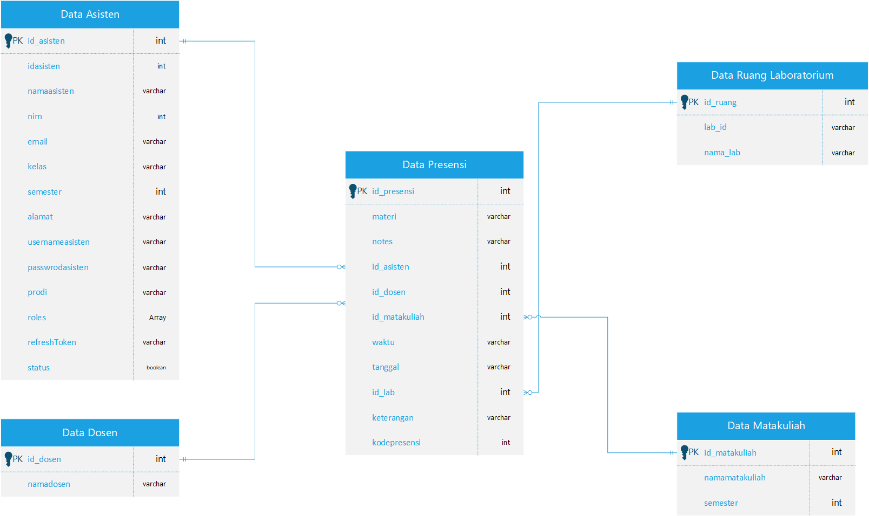 Data Asisten
PK id_asisten int
idasisten int
namaasisten varchar
nim int
email varchar
kelas varchar
semester int
alamat varchar
usernameasisten varchar
passwrodasisten varchar
prodi varchar
roles Array
refreshToken varchar
status boolean
Data Dosen
PK id_dosen int
namadosen varchar
Data Presensi
PK id_presensi int
materi varchar
notes varchar
id_asisten int
id_dosen int
id_matakuliah int
waktu varchar
tanggal varchar
id_lab int
keterangan varchar
kodepresensi int
Data Ruang Laboratorium
PK id_ruang int
lab_id varchar
nama_lab varchar
Data Matakuliah
PK id_matakuliah int
namamatakuliah varchar
semester int